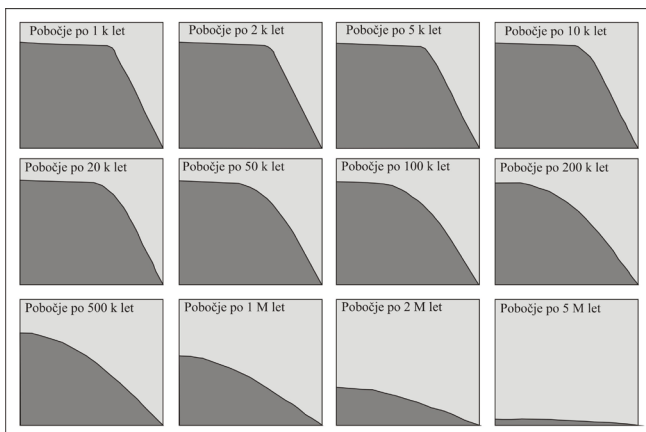 Pobočje po 1 k let
Pobočje po 2 k let
Pobočje po 5 k let
Pobočje po 10 k let
Pobočje po 20 k let
Pobočje po 50 k let
Pobočje po 100 k let
Pobočje po 200 k let
Pobočje po 500 k let
Pobočje po 1 M let
Pobočje po 2 M let
Pobočje po 5 M let